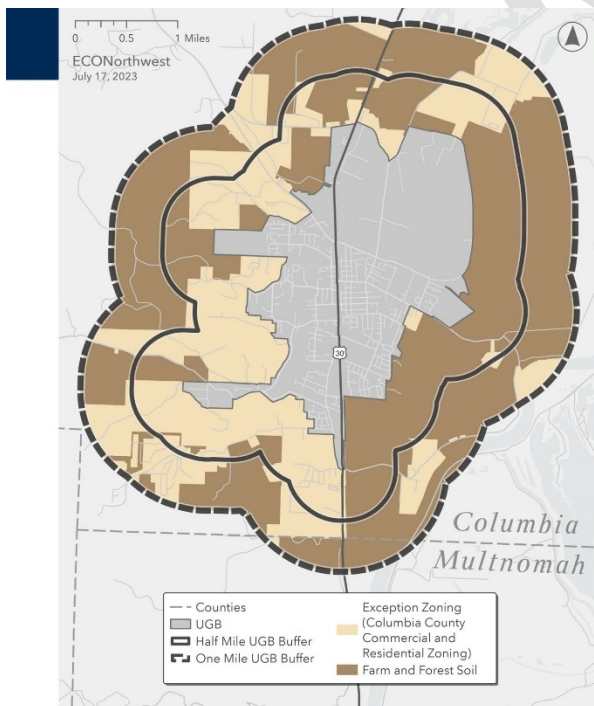 0 0.5 1 Miles
ECONorthwest
July 17, 2023
30
Columbia
Multnomah
Counties
UGB
Half Mile UGB Buffer
One Mile UGB Buffer
Exception Zoning
(Columbia County
Commercial and
Residential Zoning)
Farm and Forest Soil